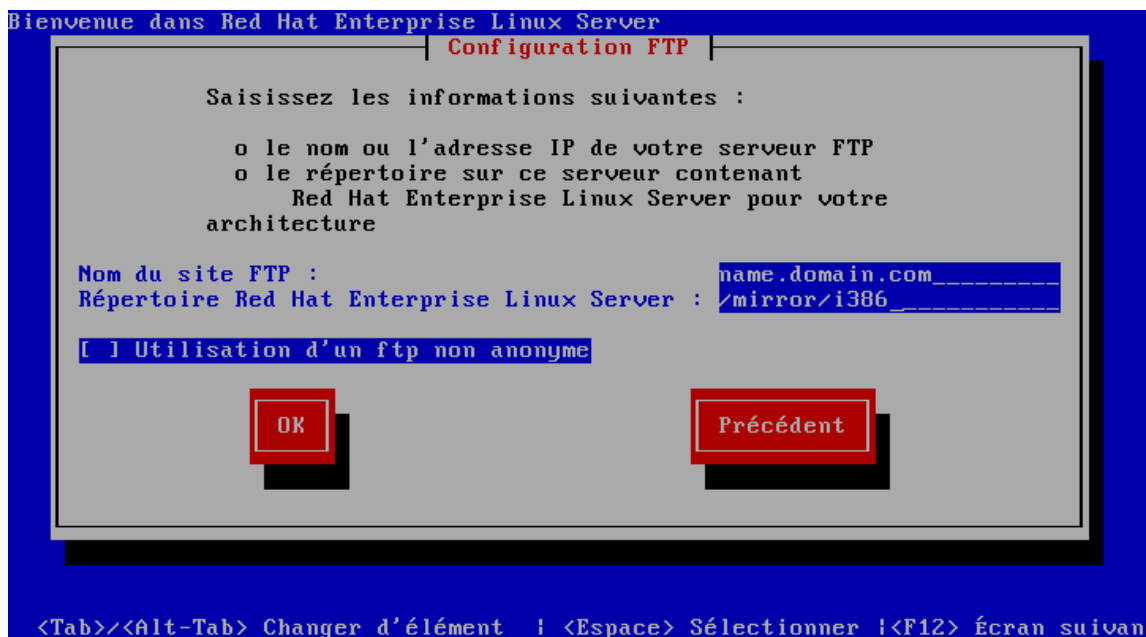 Bienvenue dans Red Hat Enterprise Linux Server
Configuration FTP
Saisissez les informations suivantes :
o le nom ou l'adresse IP de votre serveur FTP
o le répertoire sur ce serveur contenant
Red Hat Enterprise Linux Server pour votre
architecture
Nom du site FTP : name.domain.com_________
Répertoire Red Hat Enterprise Linux Server : /mirror/i386____________
[ ] Utilisation d'un ftp non anonyme
OK Précédent
<Tab>/<Alt-Tab> Changer d'élément | <Espace> Sélectionner |<F12> Écran suivan